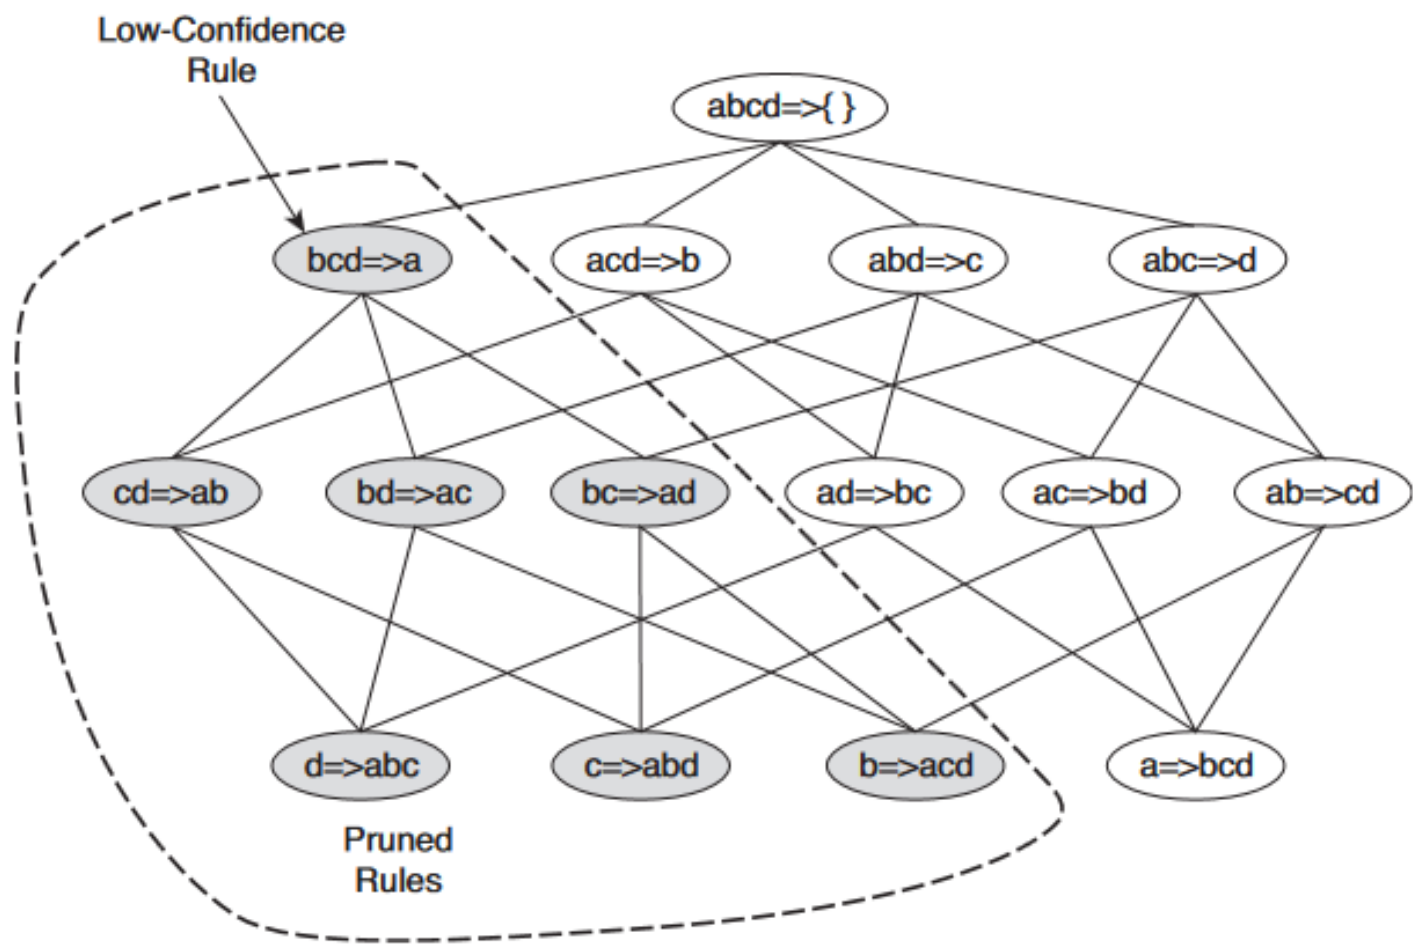 Low-Confidence
Rule
abcd=>{ }
bcd=>a
acd=>b
abd=>c
abc=>d
cd=>ab
bd=>ac
bc=>ad
ad=>bc
ac=>bd
ab=>cd
d=>abc
c=>abd
b=>acd
a=>bcd
Pruned
Rules